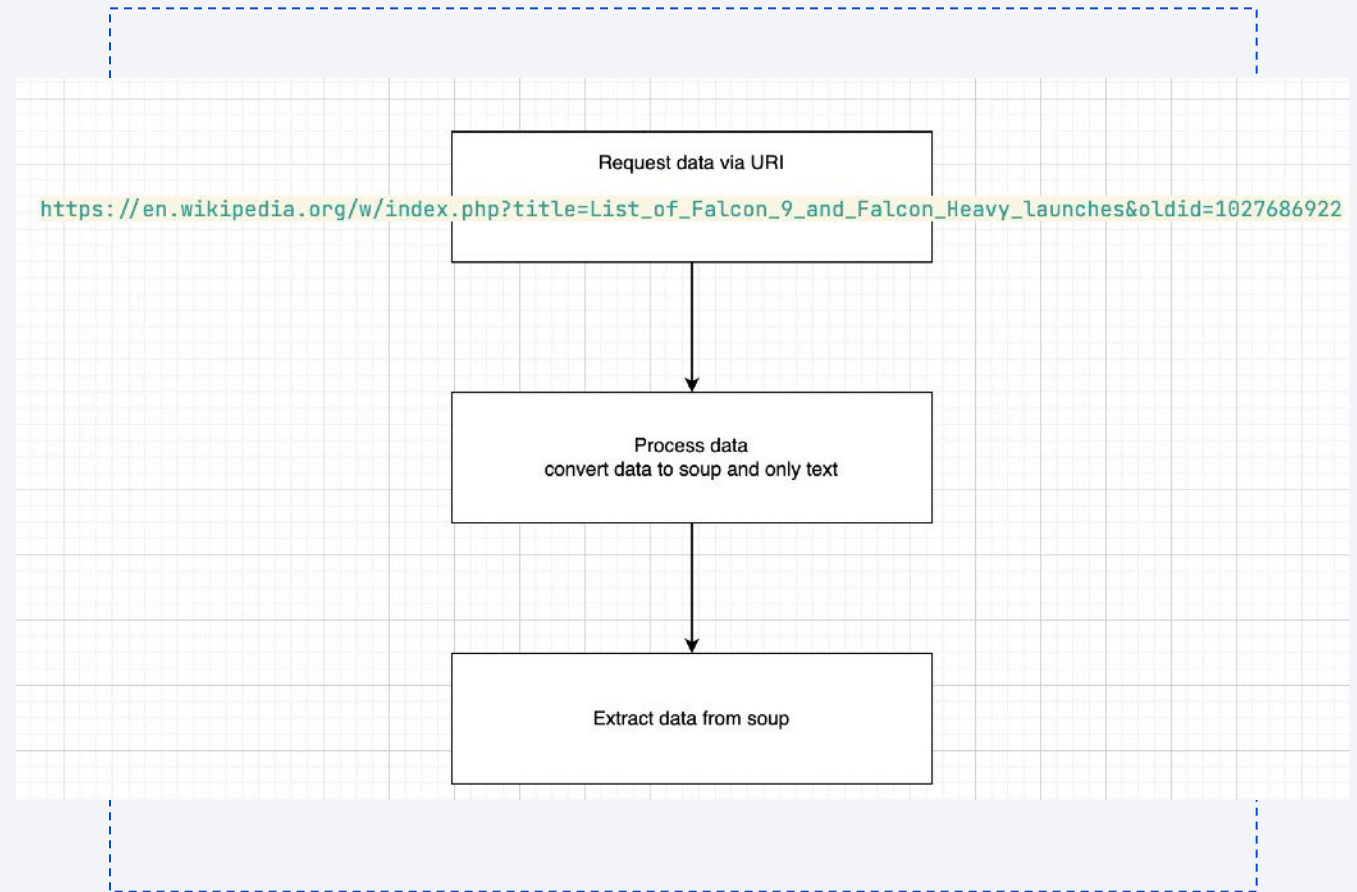 Request data via URI
https://en.wikipedia.org/w/index.php?title=List_of_Falcon_9_and_Falcon_Heavy_launches&oldid=1027686922
Process data
convert data to soup and only text
Extract data from soup